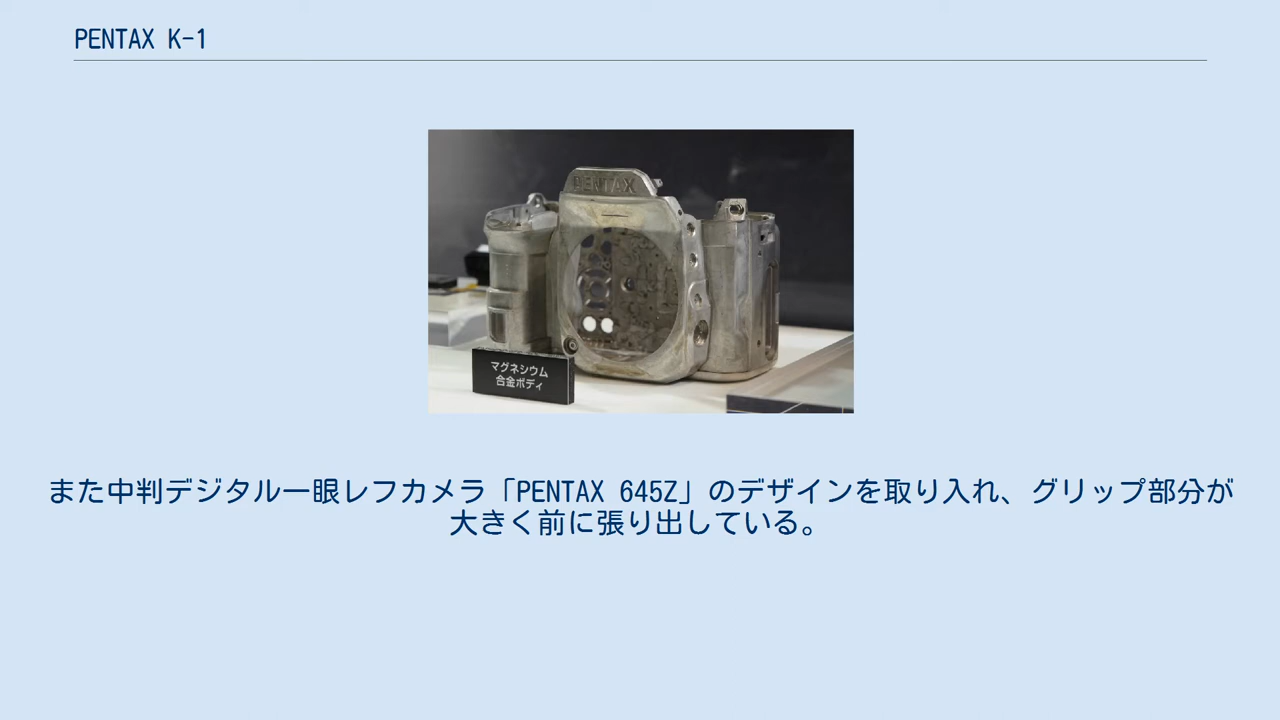 PENTAX K-1
PENTAX
マグネシウム
合金ボディ
また中判デジタル一眼レフカメラ「PENTAX 645Z」のデザインを取り入れ、グリップ部分が
大きく前に張り出している。